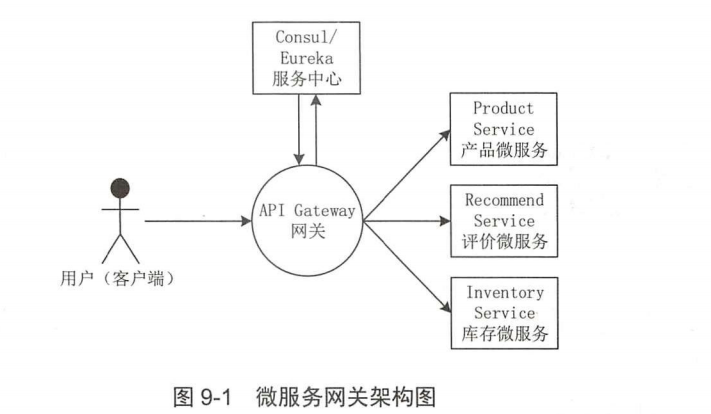 Consul/
Eureka
服务中心
Product
Service
产品微服务
API Gateway
网关
Recommend
Service
评价微服务
用户（客户端）
Inventory
Service
库存微服务
图 9-1 微服务网关架构图